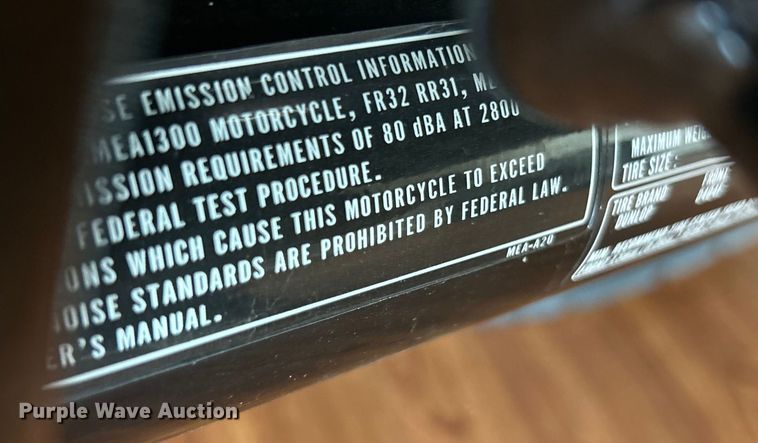 SE EMISSION CONTROL INFORMATION
MEA1300 MOTORCYCLE, FR32 RR31,
ISSION REQUIREMENTS OF 80 dBA AT 2800
FEDERAL TEST PROCEDURE.
ONS WHICH CAUSE THIS MOTORCYCLE TO EXCEED
OISE STANDARDS ARE PROHIBITED BY FEDERAL LAW.
ER'S MANUAL.
MEA-A20
MAXIMUM WEIG
TIRE SIZE:
TIRE BRAND:
DUNLOP
Purple Wave Auction